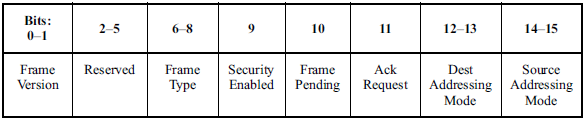 Bits: 0–1 2–5 6–8 9 10 11 12–13 14–15
Frame Version Reserved Frame Type Security Enabled Frame Pending Ack Request Dest Addressing Mode Source Addressing Mode